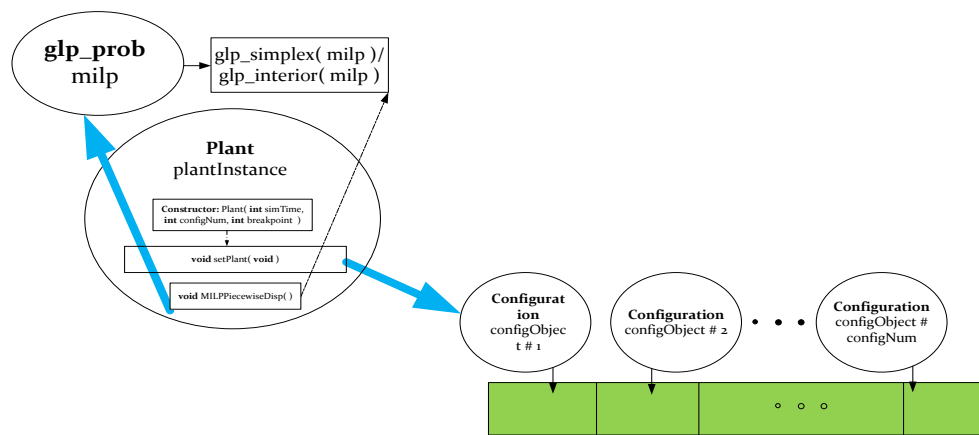 glp_prob
milp
glp_simplex( milp )/
glp_interior( milp )
Plant
plantInstance
Constructor: Plant( int simTime,
int configNum, int breakpoint )
void setPlant( void )
void MILPPiecewiseDisp( )
Configurat
ion
configObjec
t # 1
Configuration
configObject # 2
Configuration
configObject #
configNum